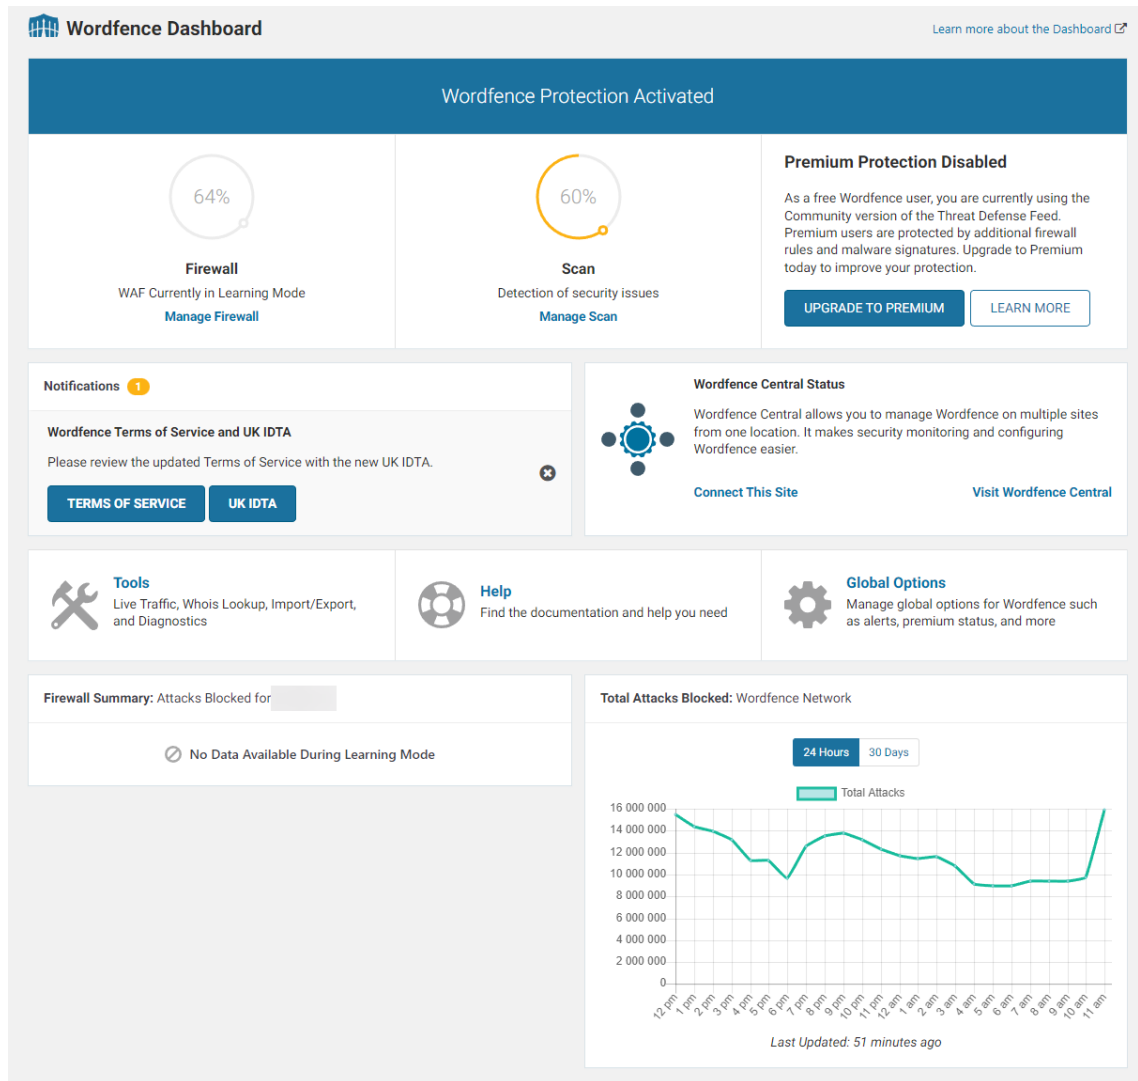 Wordfence Dashboard
Learn more about the Dashboard
Wordfence Protection Activated
64%
Firewall
WAF Currently in Learning Mode
Manage Firewall
60%
Scan
Detection of security issues
Manage Scan
Premium Protection Disabled
As a free Wordfence user, you are currently using the
Community version of the Threat Defense Feed.
Premium users are protected by additional firewall
rules and malware signatures. Upgrade to Premium
today to improve your protection.
UPGRADE TO PREMIUM
LEARN MORE
Notifications 1
Wordfence Terms of Service and UK IDTA
Please review the updated Terms of Service with the new UK IDTA.
TERMS OF SERVICE
UK IDTA
Wordfence Central Status
Wordfence Central allows you to manage Wordfence on multiple sites
from one location. It makes security monitoring and configuring
Wordfence easier.
Connect This Site
Visit Wordfence Central
Tools
Live Traffic, Whois Lookup, Import/Export,
and Diagnostics
Help
Find the documentation and help you need
Global Options
Manage global options for Wordfence such
as alerts, premium status, and more
Firewall Summary: Attacks Blocked for
No Data Available During Learning Mode
Total Attacks Blocked: Wordfence Network
24 Hours
30 Days
Total Attacks
16 000 000
14 000 000
12 000 000
10 000 000
8 000 000
6 000 000
4 000 000
2 000 000
0
12 pm
1 pm
2 pm
3 pm
4 pm
5 pm
6 pm
7 pm
8 pm
9 pm
10 pm
11 pm
12 am
1 am
2 am
3 am
4 am
5 am
6 am
7 am
8 am
9 am
10 am
11 am
Last Updated: 51 minutes ago